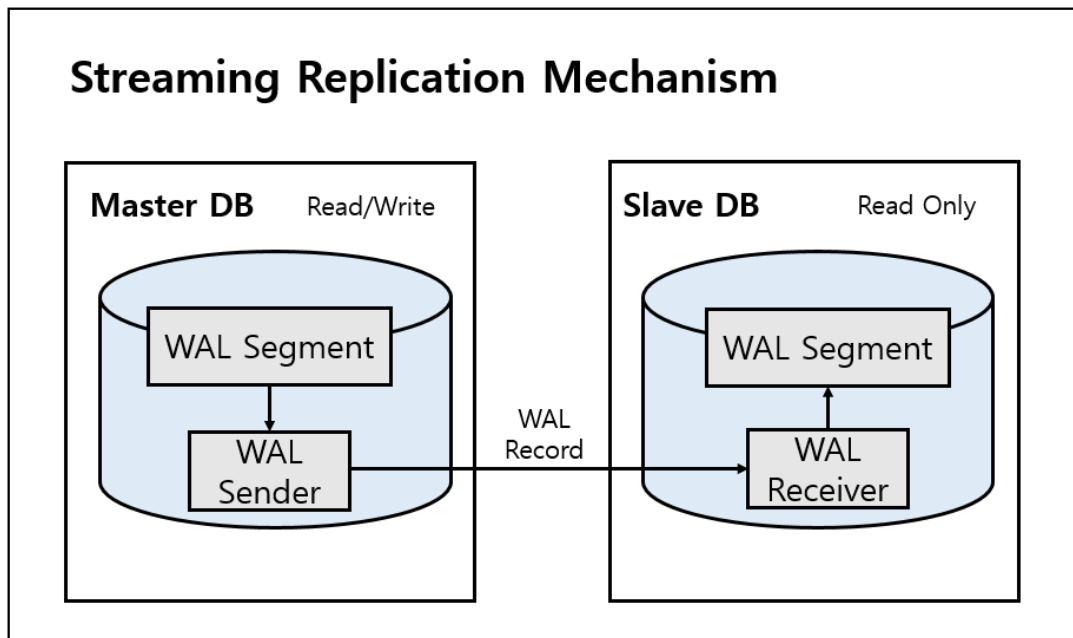 Streaming Replication Mechanism
Master DB
Read/Write
WAL Segment
WAL
Sender
WAL
Record
Slave DB
Read Only
WAL Segment
WAL
Receiver